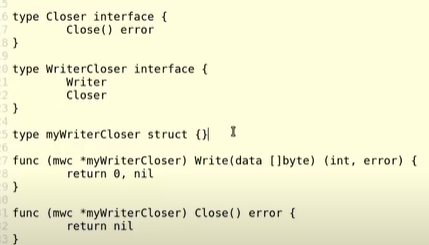 type Closer interface {
Close() error
}
type WriterCloser interface {
Writer
Closer
}
type myWriterCloser struct {}
func (mwc *myWriterCloser) Write(data []byte) (int, error) {
return 0, nil
}
func (mwc *myWriterCloser) Close() error {
return nil
}